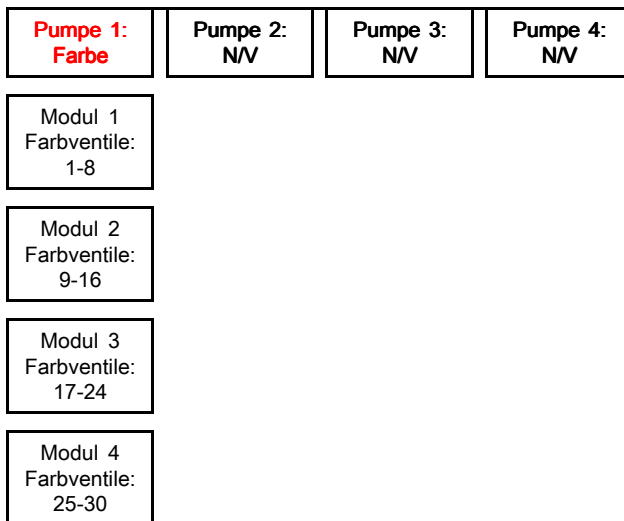 Pumpe 1:
Farbe
Pumpe 2:
N/V
Pumpe 3:
N/V
Pumpe 4:
N/V
Modul 1
Farbventile:
1-8
Modul 2
Farbventile:
9-16
Modul 3
Farbventile:
17-24
Modul 4
Farbventile:
25-30